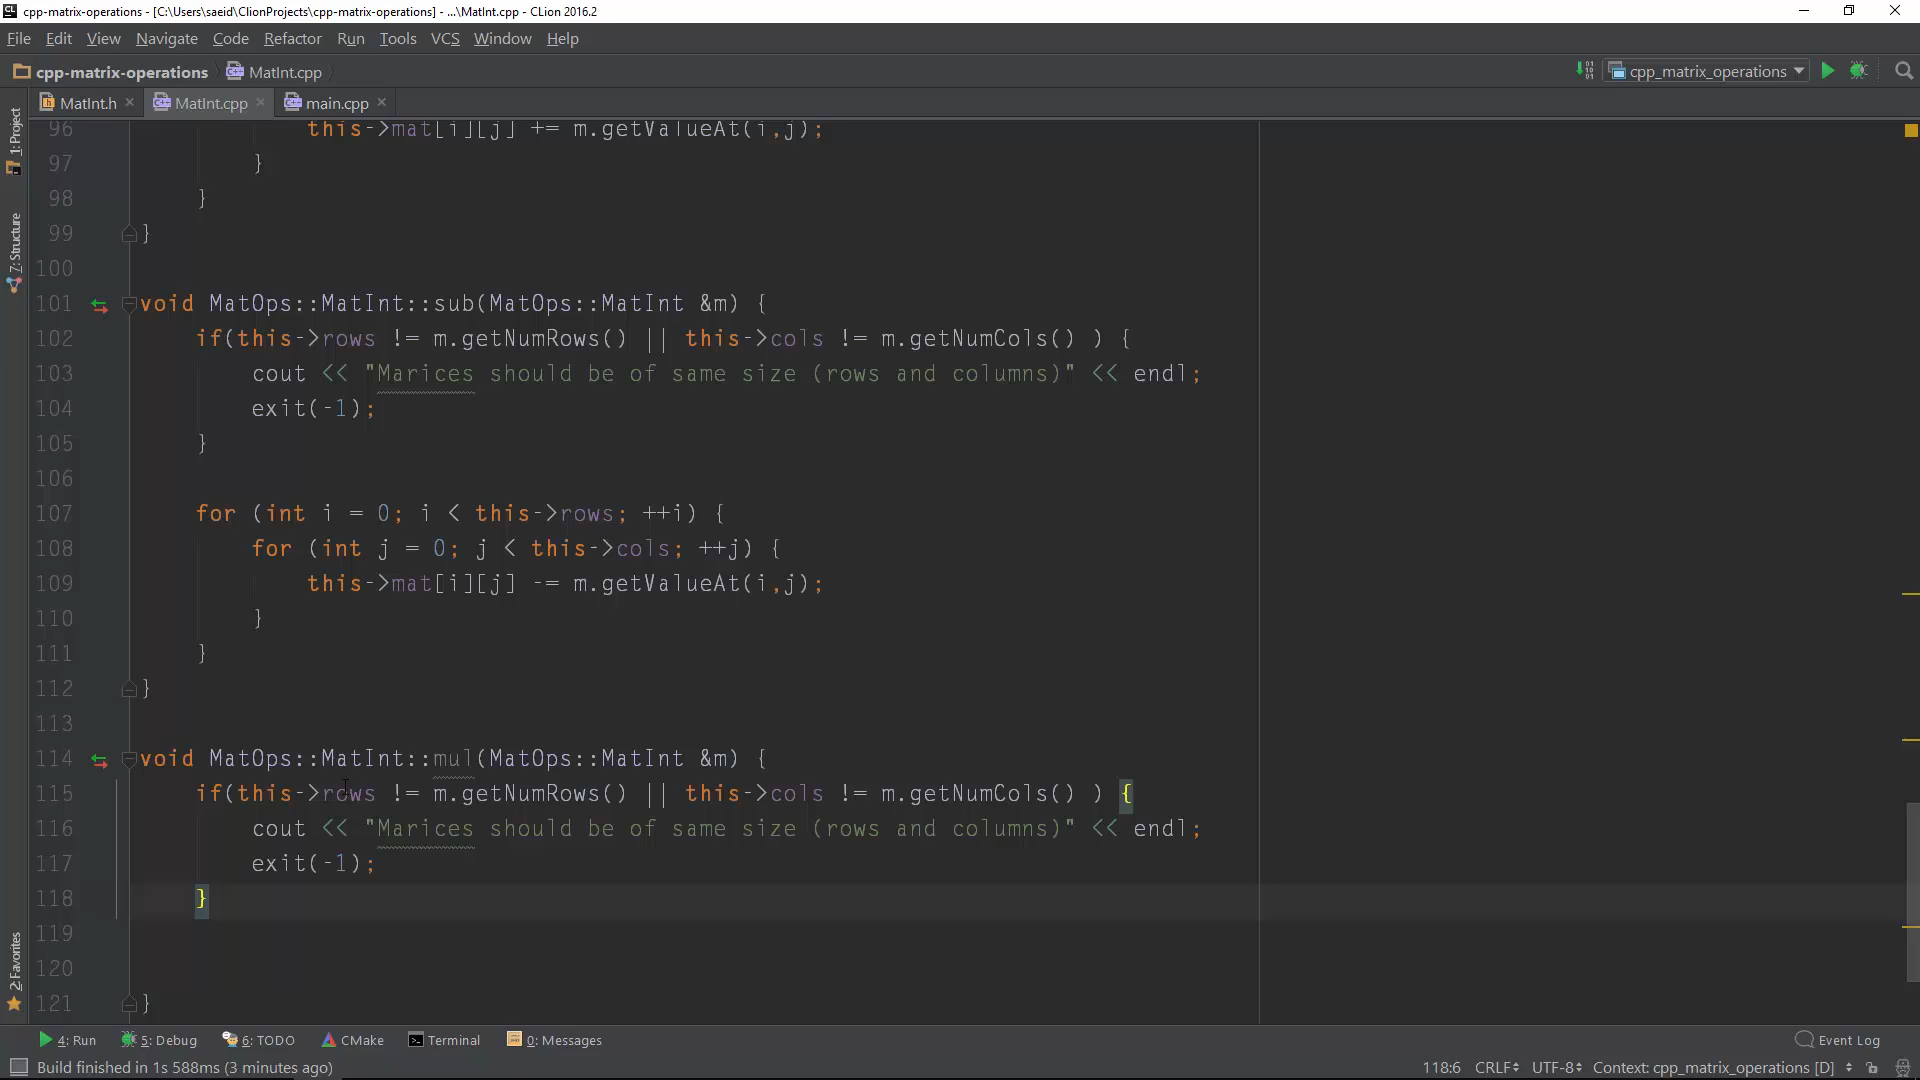 cpp-matrix-operations - [C:\Users\saeid\ClionProjects\cpp-matrix-operations] - ...\MatInt.cpp - CLion 2016.2
File Edit View Navigate Code Refactor Run Tools VCS Window Help
cpp-matrix-operations MatInt.cpp cpp_matrix_operations
MatInt.h MatInt.cpp main.cpp
1: Project
7: Structure
2: Favorites
96 this->mat[i][j] += m.getValueAt(i,j);
97 }
98 }
99 }
100
101 void MatOps::MatInt::sub(MatOps::MatInt &m) {
102 if(this->rows != m.getNumRows() || this->cols != m.getNumCols() ) {
103 cout << "Marices should be of same size (rows and columns)" << endl;
104 exit(-1);
105 }
106
107 for (int i = 0; i < this->rows; ++i) {
108 for (int j = 0; j < this->cols; ++j) {
109 this->mat[i][j] -= m.getValueAt(i,j);
110 }
111 }
112 }
113
114 void MatOps::MatInt::mul(MatOps::MatInt &m) {
115 if(this->rows != m.getNumRows() || this->cols != m.getNumCols() ) {
116 cout << "Marices should be of same size (rows and columns)" << endl;
117 exit(-1);
118 }
119
120
121 }
4: Run 5: Debug 6: TODO CMake Terminal 0: Messages Event Log
Build finished in 1s 588ms (3 minutes ago) 118:6 CRLF UTF-8 Context: cpp_matrix_operations [D]